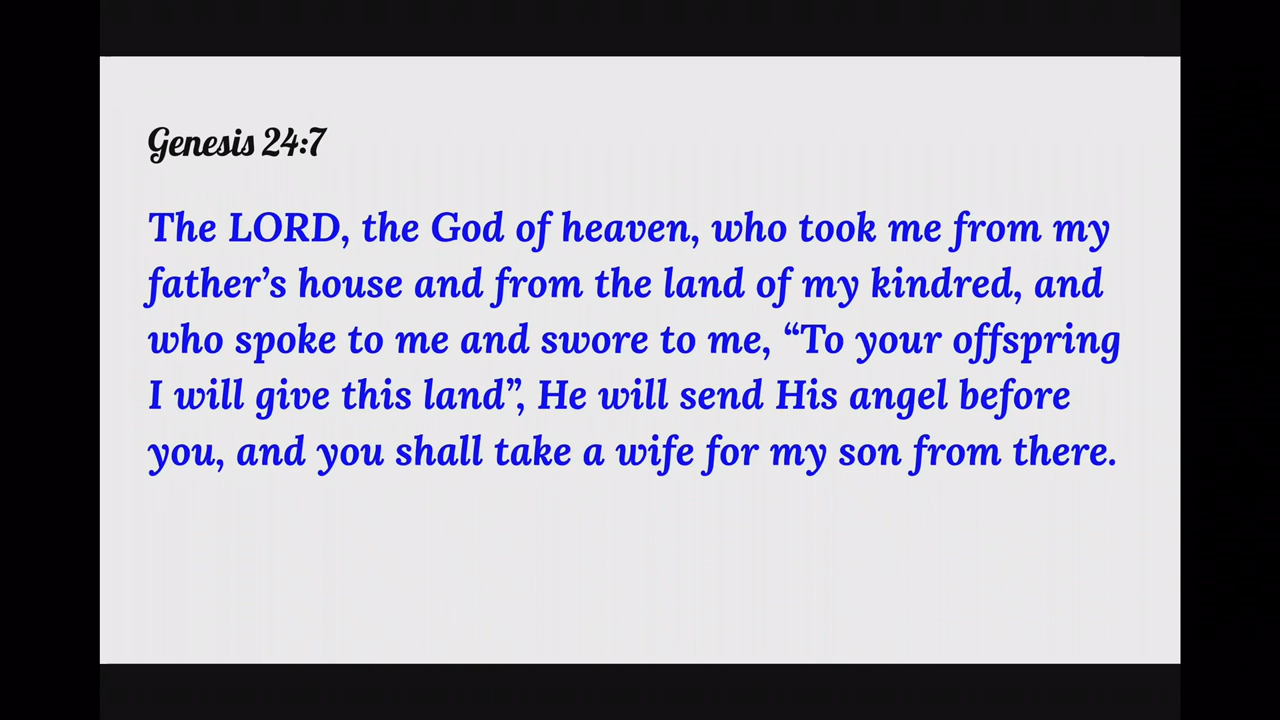 Genesis 24:7
The LORD, the God of heaven, who took me from my
father’s house and from the land of my kindred, and
who spoke to me and swore to me, “To your offspring
I will give this land”, He will send His angel before
you, and you shall take a wife for my son from there.